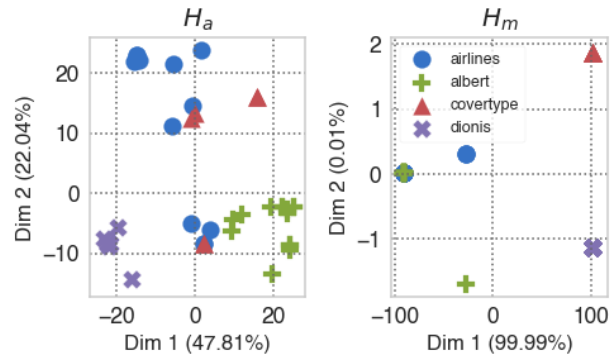 H_a
20
10
0
−10
−20
0
20
Dim 2 (22.04%)
Dim 1 (47.81%)
H_m
2
1
0
−1
−100
0
100
Dim 2 (0.01%)
Dim 1 (99.99%)
airlines
albert
covertype
dionis